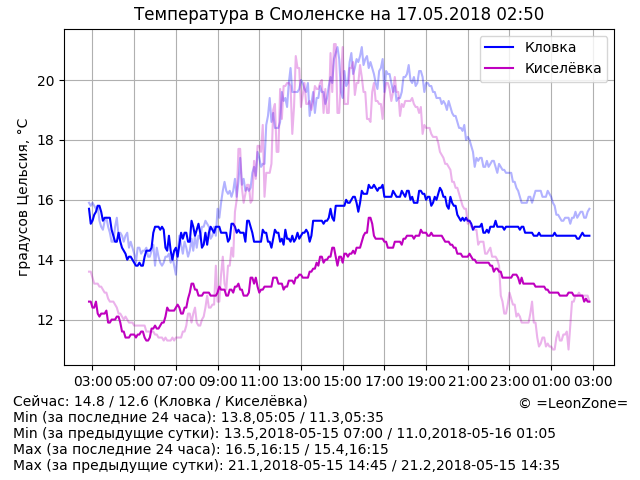 Температура в Смоленске на 17.05.2018 02:50
Кловка
Киселёвка
градусов Цельсия, °C
20
18
16
14
12
03:00 05:00 07:00 09:00 11:00 13:00 15:00 17:00 19:00 21:00 23:00 01:00 03:00
Сейчас: 14.8 / 12.6 (Кловка / Киселёвка)
© =LeonZone=
Min (за последние 24 часа): 13.8,05:05 / 11.3,05:35
Min (за предыдущие сутки): 13.5,2018-05-15 07:00 / 11.0,2018-05-16 01:05
Max (за последние 24 часа): 16.5,16:15 / 15.4,16:15
Max (за предыдущие сутки): 21.1,2018-05-15 14:45 / 21.2,2018-05-15 14:35